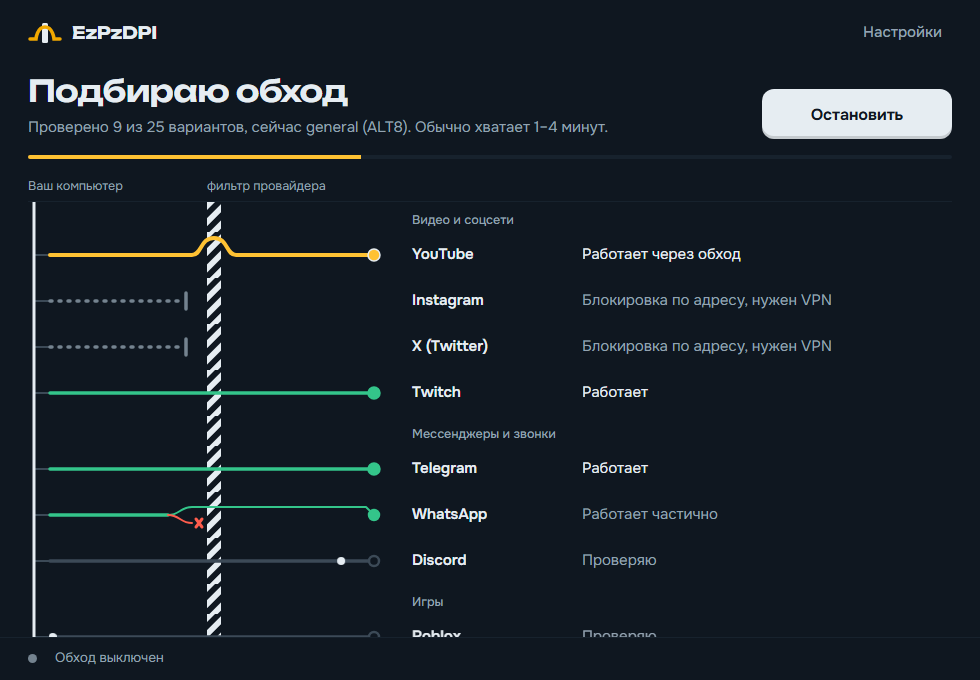 EzPzDPI
Настройки
Подбираю обход
Проверено 9 из 25 вариантов, сейчас general (ALT8). Обычно хватает 1–4 минут.
Остановить
Ваш компьютер
фильтр провайдера
Видео и соцсети
YouTube Работает через обход
Instagram Блокировка по адресу, нужен VPN
X (Twitter) Блокировка по адресу, нужен VPN
Twitch Работает
Мессенджеры и звонки
Telegram Работает
WhatsApp Работает частично
Discord Проверяю
Игры
Roblox Проверяю
Обход выключен